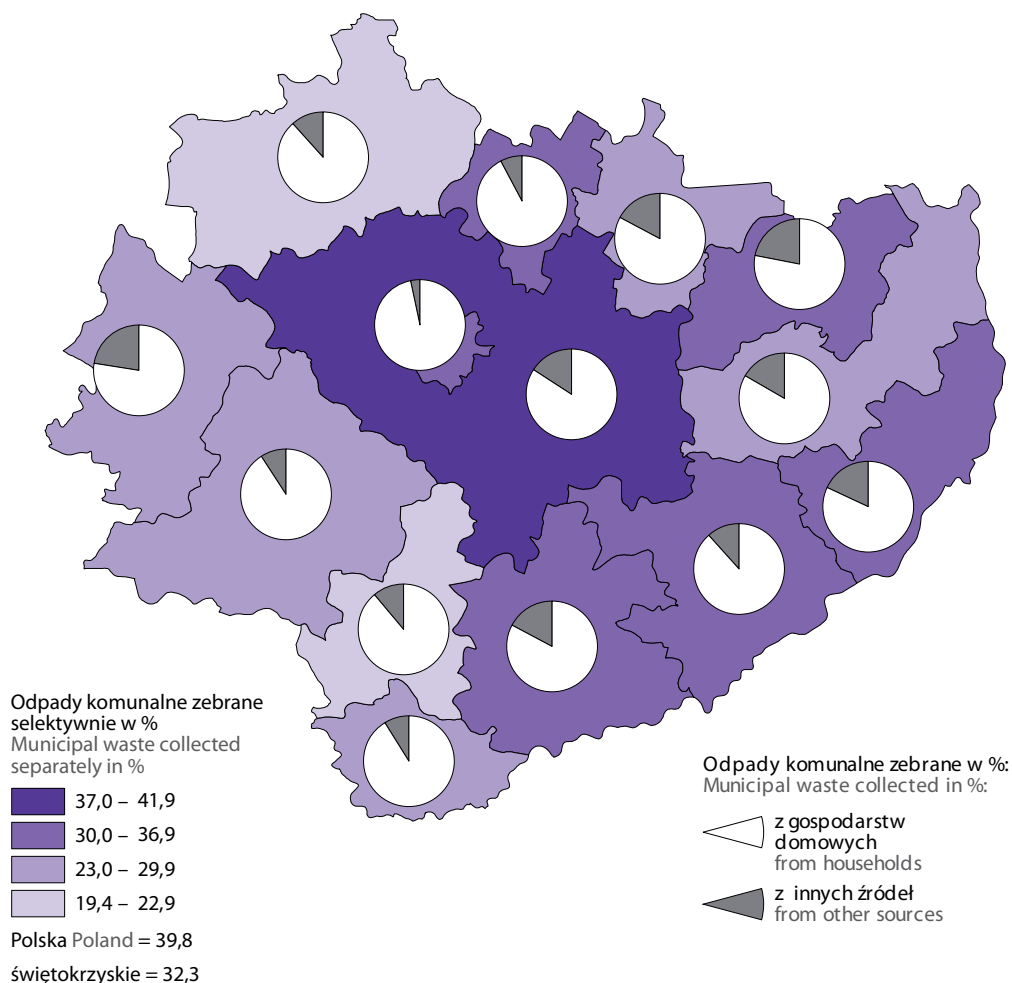 Odpady komunalne zebrane
selektywnie w %
Municipal waste collected
separately in %
37,0 – 41,9
30,0 – 36,9
23,0 – 29,9
19,4 – 22,9
Polska Poland = 39,8
świętokrzyskie = 32,3
Odpady komunalne zebrane w %:
Municipal waste collected in %:
z gospodarstw
domowych
from households
z innych źródeł
from other sources